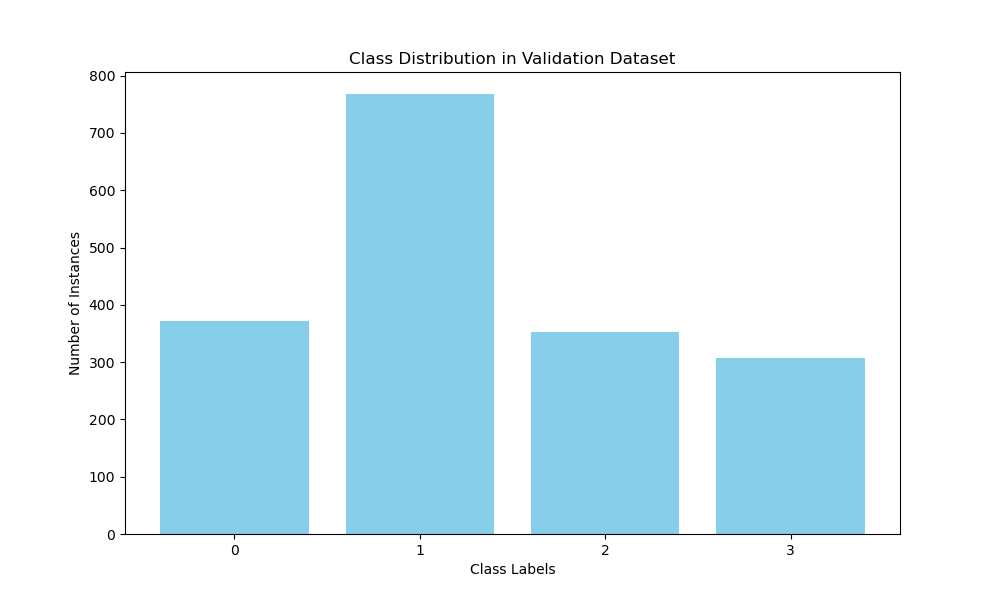 Class Distribution in Validation Dataset
800
700
600
500
400
300
200
100
0
Number of Instances
0 1 2 3
Class Labels